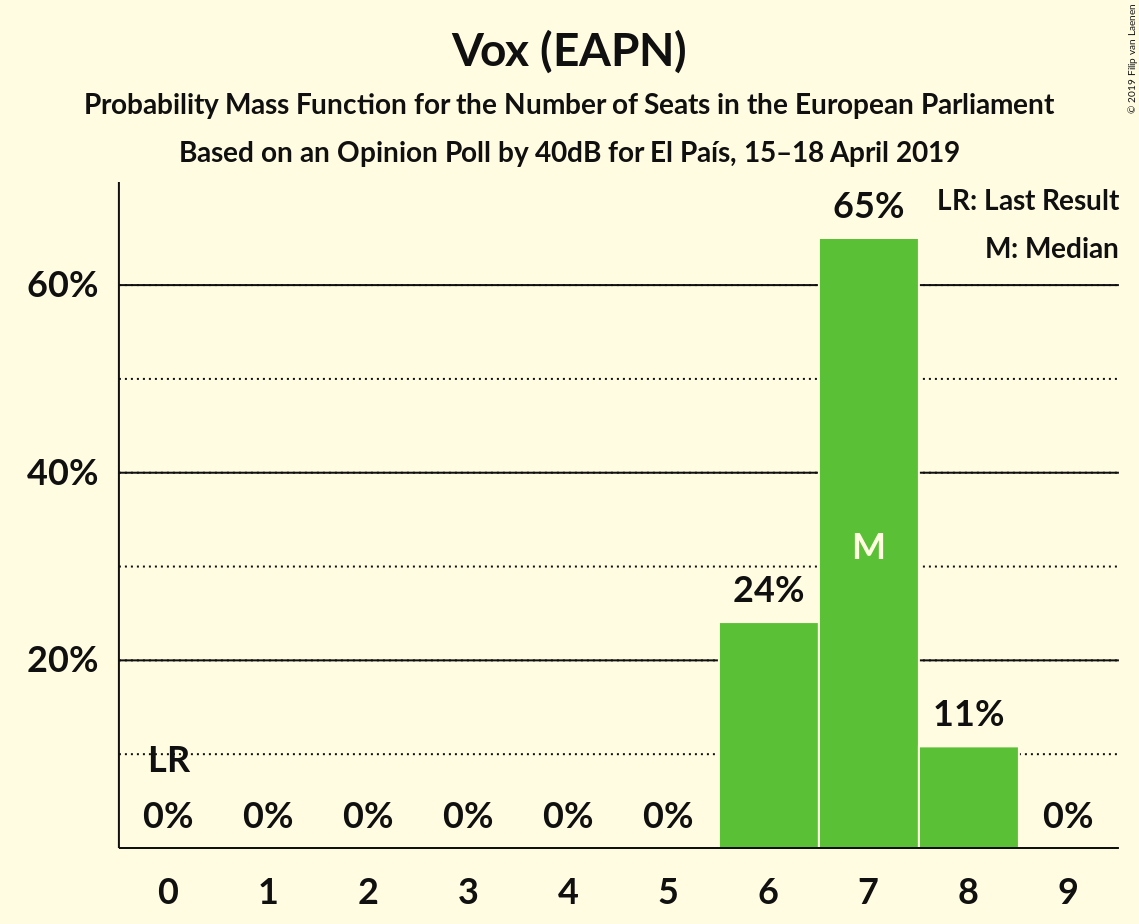 Vox (EAPN)
Probability Mass Function for the Number of Seats in the European Parliament
Based on an Opinion Poll by 40dB for El País, 15–18 April 2019
© 2019 Filip van Laenen
LR: Last Result
M: Median
65%
60%
40%
M
24%
20%
11%
LR
0% 0% 0% 0% 0% 0% 0%
0 1 2 3 4 5 6 7 8 9